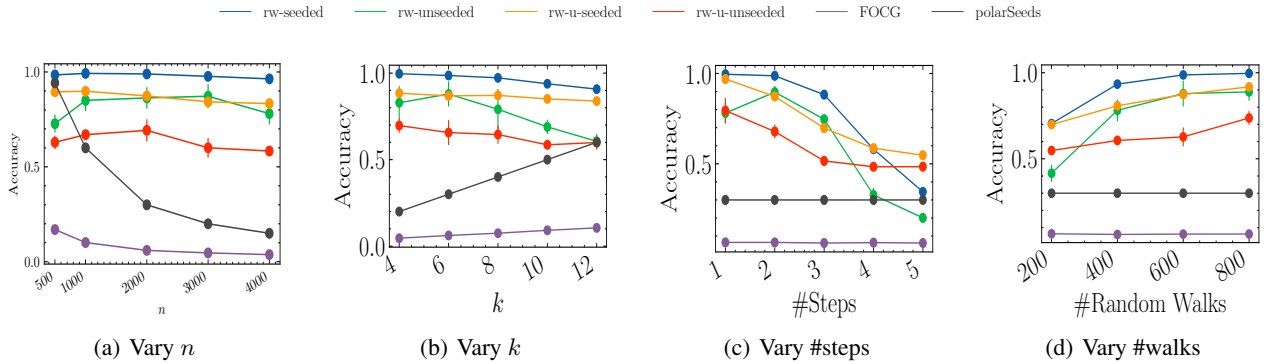 rw-seeded rw-unseeded rw-u-seeded rw-u-unseeded FOCG polarSeeds
Accuracy
1.0
0.5
0.0
500 1000 2000 3000 4000
n
(a) Vary n
Accuracy
1.0
0.5
0.0
4 6 8 10 12
k
(b) Vary k
Accuracy
1.0
0.5
1 2 3 4 5
#Steps
(c) Vary #steps
Accuracy
1.0
0.5
200 400 600 800
#Random Walks
(d) Vary #walks